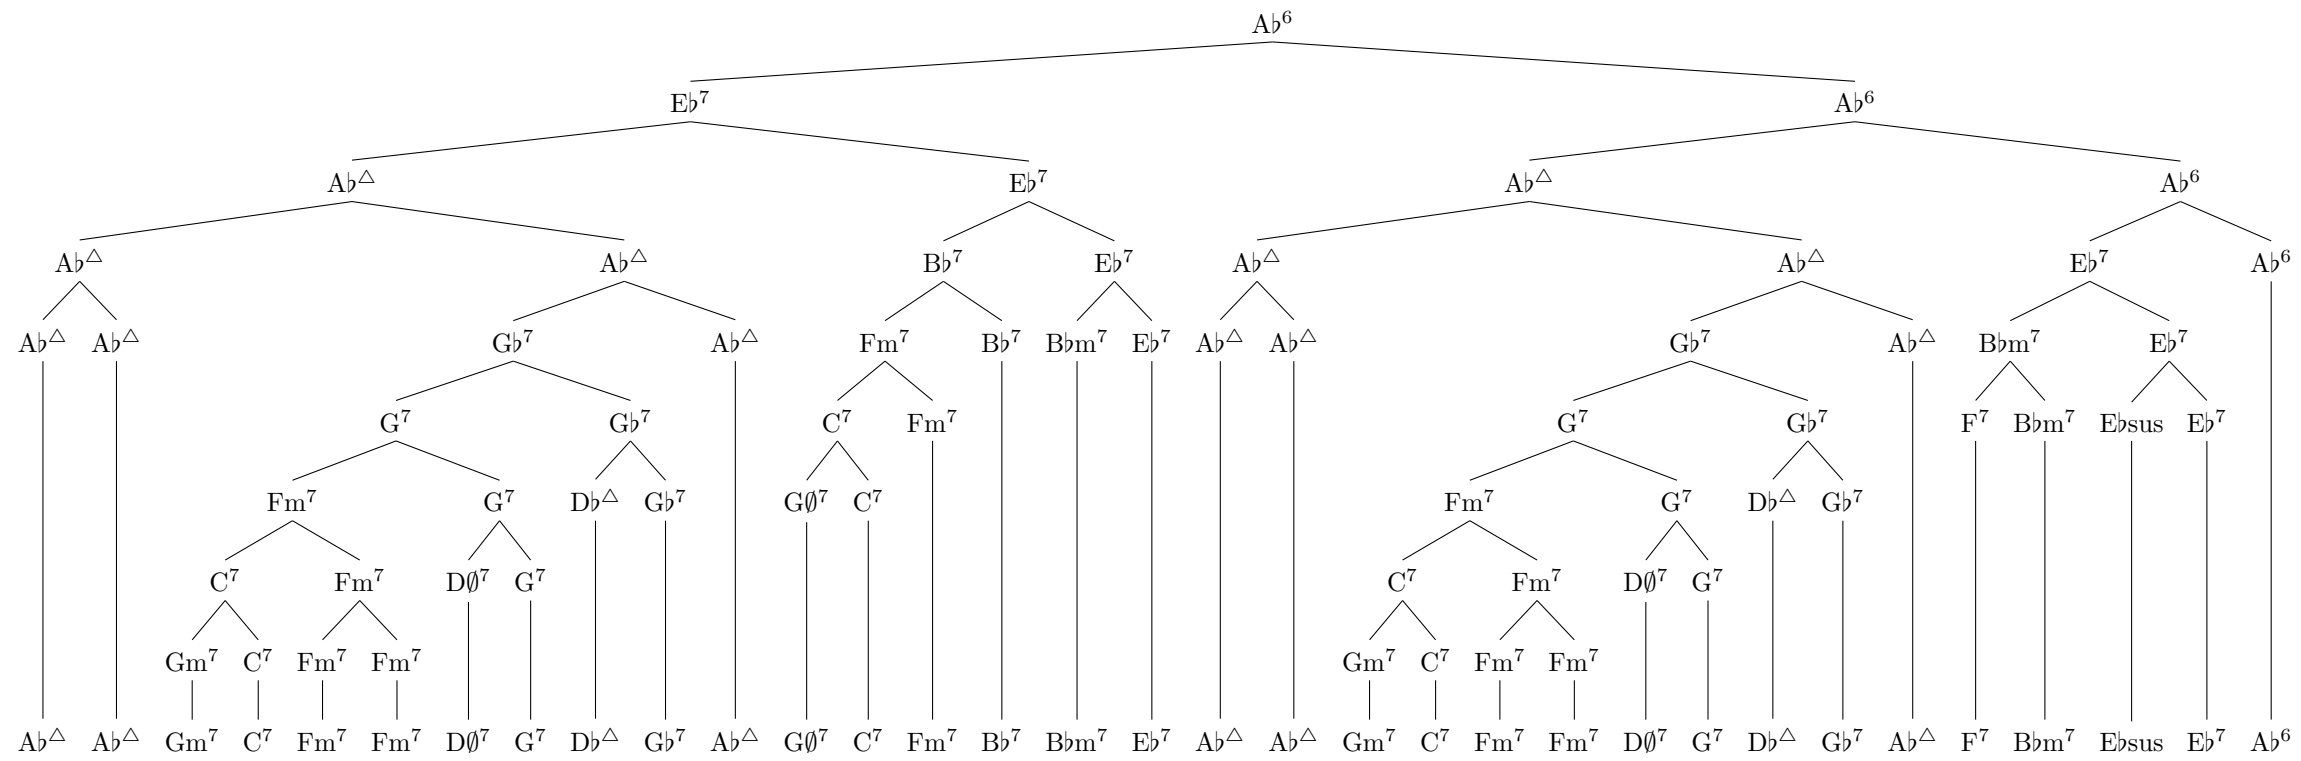 A♭⁶
E♭⁷ A♭⁶
A♭△ E♭⁷ A♭△ A♭⁶
A♭△ A♭△ B♭⁷ E♭⁷ A♭△ A♭△ E♭⁷ A♭⁶
A♭△ A♭△ G♭⁷ A♭△ Fm⁷ B♭⁷ B♭m⁷ E♭⁷ A♭△ A♭△ G♭⁷ A♭△ B♭m⁷ E♭⁷
G⁷ G♭⁷ C⁷ Fm⁷ G⁷ G♭⁷ F⁷ B♭m⁷ E♭sus E♭⁷
Fm⁷ G⁷ D♭△ G♭⁷ G∅⁷ C⁷ Fm⁷ G⁷ D♭△ G♭⁷
C⁷ Fm⁷ D∅⁷ G⁷ C⁷ Fm⁷ D∅⁷ G⁷
Gm⁷ C⁷ Fm⁷ Fm⁷ Gm⁷ C⁷ Fm⁷ Fm⁷
A♭△ A♭△ Gm⁷ C⁷ Fm⁷ Fm⁷ D∅⁷ G⁷ D♭△ G♭⁷ A♭△ G∅⁷ C⁷ Fm⁷ B♭⁷ B♭m⁷ E♭⁷ A♭△ A♭△ Gm⁷ C⁷ Fm⁷ Fm⁷ D∅⁷ G⁷ D♭△ G♭⁷ A♭△ F⁷ B♭m⁷ E♭sus E♭⁷ A♭⁶